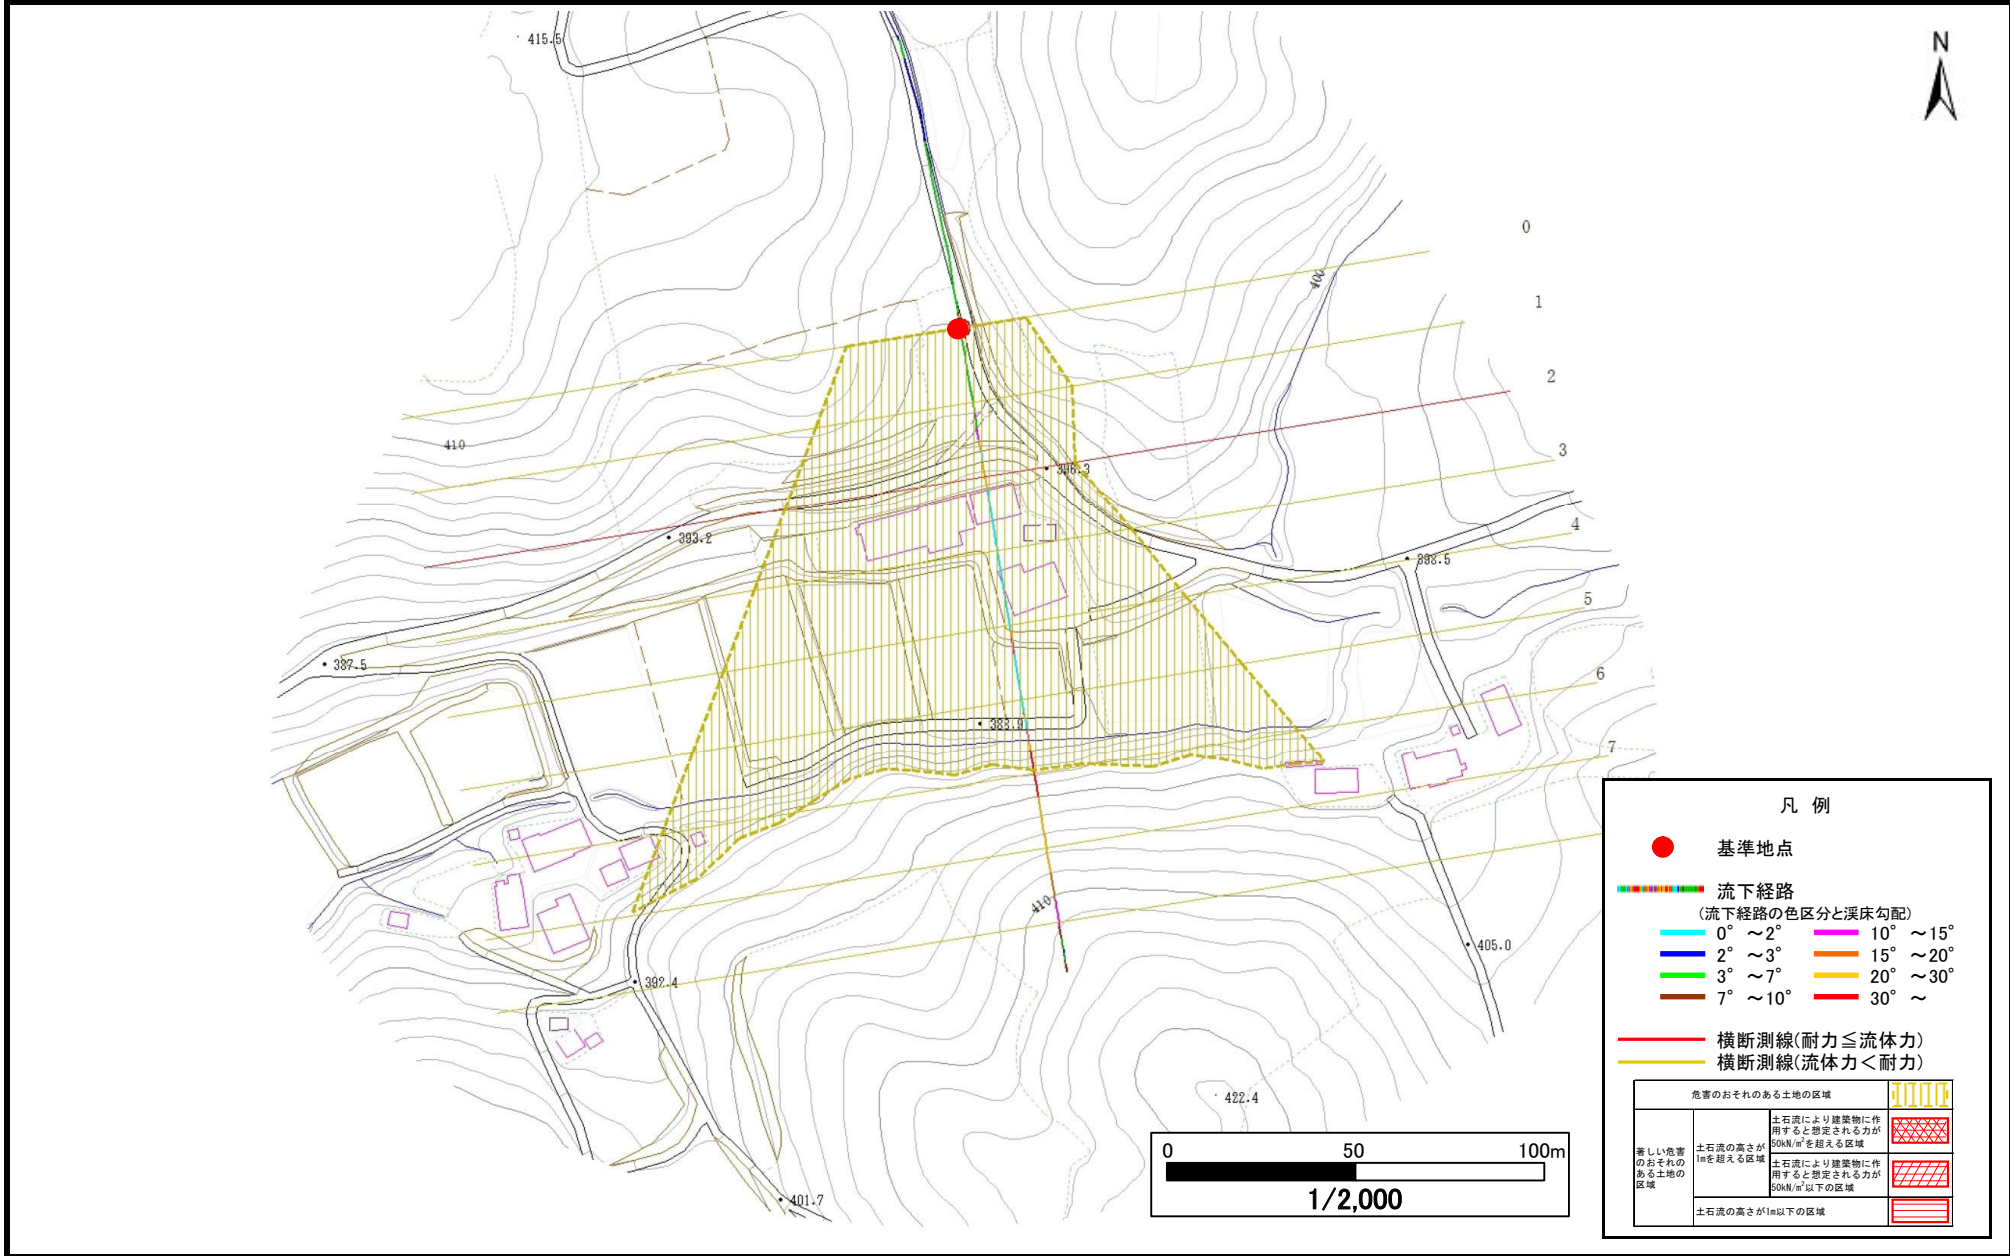 415.5
N
0
400
1
2
410
3
396.3
4
393.2
398.5
5
387.5
6
388.9
7
410
405.0
392.4
422.4
401.7
0 50 100m
1/2,000
凡 例
基準地点
流下経路
(流下経路の色区分と渓床勾配)
0° ～2° 10° ～15°
2° ～3° 15° ～20°
3° ～7° 20° ～30°
7° ～10° 30° ～
横断測線(耐力≦流体力)
横断測線(流体力＜耐力)
危害のおそれのある土地の区域
著しい危害
のおそれの
ある土地の
区域
土石流の高さが
1mを超える区域
土石流により建築物に作
用すると想定される力が
50kN/m²を超える区域
土石流により建築物に作
用すると想定される力が
50kN/m²以下の区域
土石流の高さが1m以下の区域